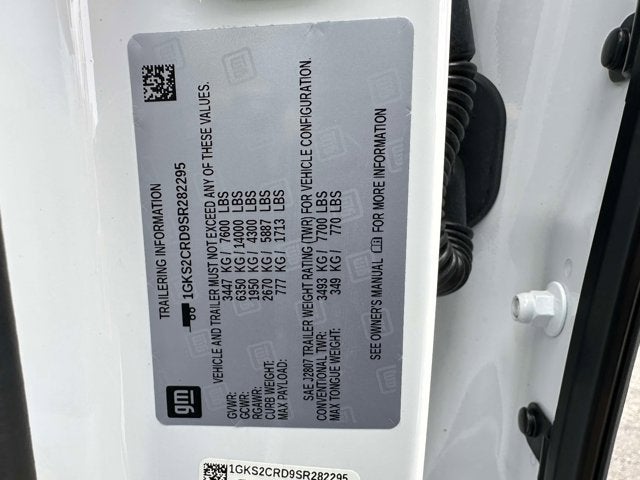 TRAILERING INFORMATION
1GKS2CRD9SR282295
VEHICLE AND TRAILER MUST NOT EXCEED ANY OF THESE VALUES.
GVWR: 3447 KG / 7600 LBS
GCWR: 6350 KG / 14000 LBS
RGAWR: 1950 KG / 4300 LBS
CURB WEIGHT: 2670 KG / 5887 LBS
MAX PAYLOAD: 777 KG / 1713 LBS
SAE J2807 TRAILER WEIGHT RATING (TWR) FOR VEHICLE CONFIGURATION.
CONVENTIONAL TWR: 3493 KG / 7700 LBS
MAX TONGUE WEIGHT: 349 KG / 770 LBS
SEE OWNER'S MANUAL FOR MORE INFORMATION
gm
1GKS2CRD9SR282295